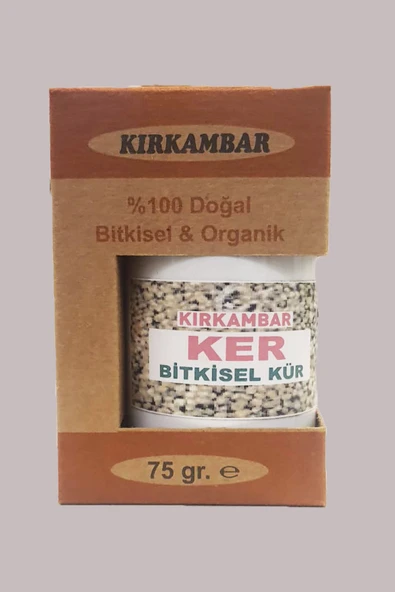 KIRKAMBAR
%100 Doğal
Bitkisel & Organik
KIRKAMBAR
KER
BİTKİSEL KÜR
75 gr. ℮